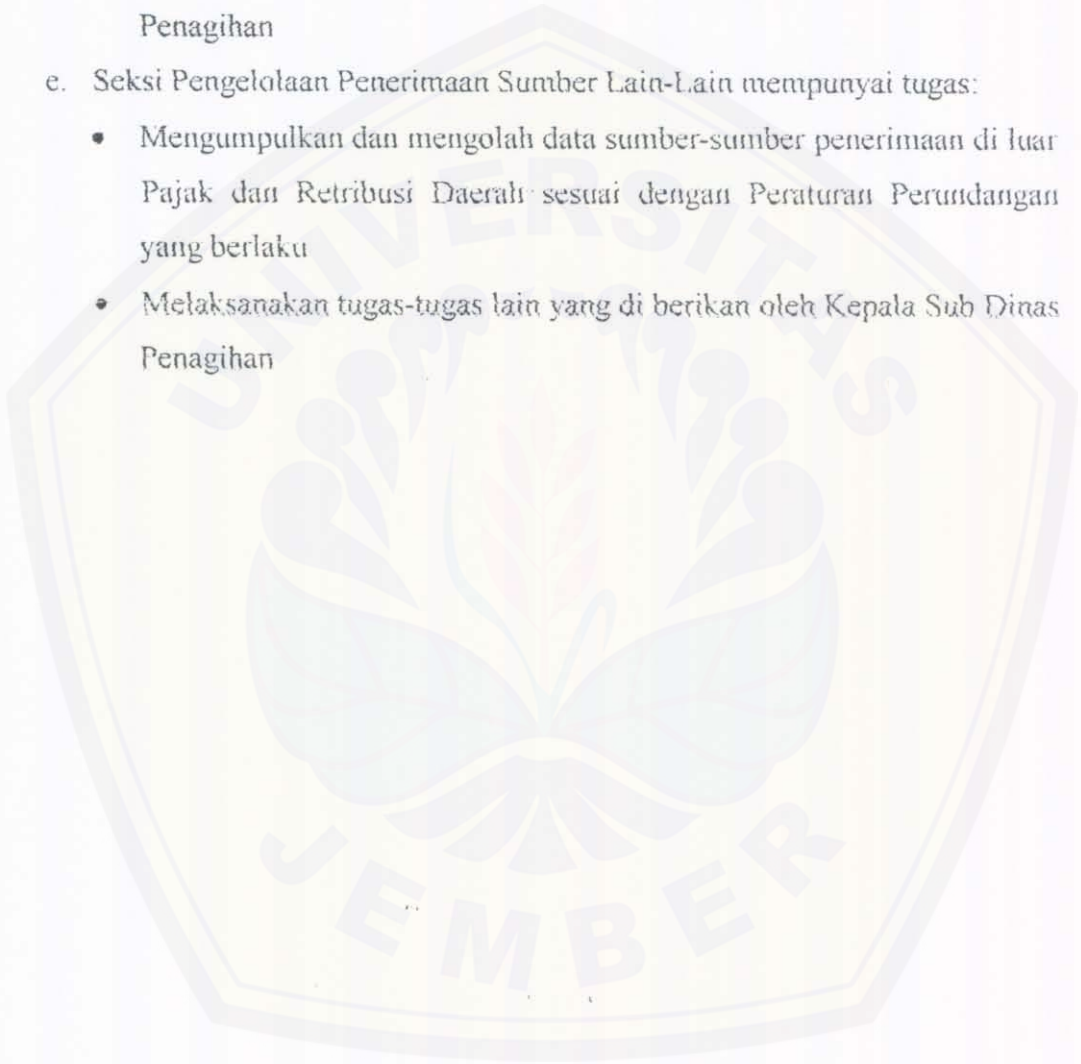 Penagihan
e. Seksi Pengelolaan Penerimaan Sumber Lain-Lain mempunyai tugas:
• Mengumpulkan dan mengolah data sumber-sumber penerimaan di luar
Pajak dan Retribusi Daerah sesuai dengan Peraturan Perundangan
yang berlaku
• Melaksanakan tugas-tugas lain yang di berikan oleh Kepala Sub Dinas
Penagihan
UNIVERSITAS
JEMBER